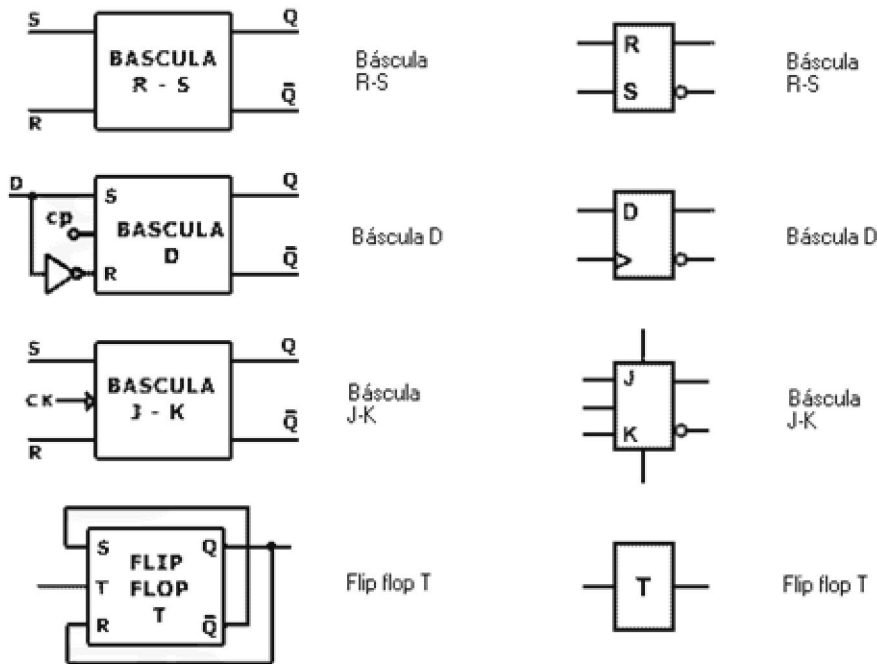 S
Q
BASCULA
R - S
R
Q̅
Báscula
R-S
R
S
Báscula
R-S
D
cp
S
Q
BASCULA
D
R
Q̅
Báscula D
D
Báscula D
S
Q
CK
BASCULA
J - K
R
Q̅
Báscula
J-K
J
K
Báscula
J-K
S
Q
T
FLIP
FLOP
T
R
Q̅
Flip flop T
T
Flip flop T